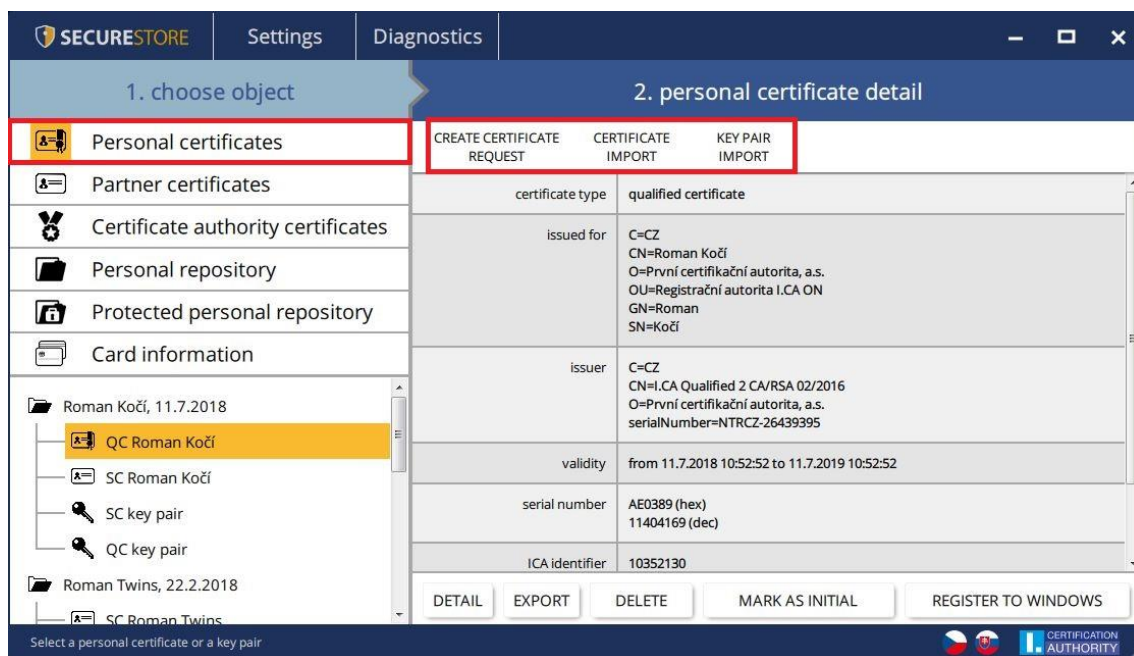 SECURESTORE
Settings
Diagnostics
1. choose object
2. personal certificate detail
Personal certificates
Partner certificates
Certificate authority certificates
Personal repository
Protected personal repository
Card information
Roman Kočí, 11.7.2018
QC Roman Kočí
SC Roman Kočí
SC key pair
QC key pair
Roman Twins, 22.2.2018
SC Roman Twins
CREATE CERTIFICATE
REQUEST
CERTIFICATE
IMPORT
KEY PAIR
IMPORT
certificate type
qualified certificate
issued for
C=CZ
CN=Roman Kočí
O=První certifikační autorita, a.s.
OU=Registrační autorita I.CA ON
GN=Roman
SN=Kočí
issuer
C=CZ
CN=I.CA Qualified 2 CA/RSA 02/2016
O=První certifikační autorita, a.s.
serialNumber=NTRCZ-26439395
validity
from 11.7.2018 10:52:52 to 11.7.2019 10:52:52
serial number
AE0389 (hex)
11404169 (dec)
ICA identifier
10352130
DETAIL
EXPORT
DELETE
MARK AS INITIAL
REGISTER TO WINDOWS
Select a personal certificate or a key pair
CERTIFICATION
AUTHORITY